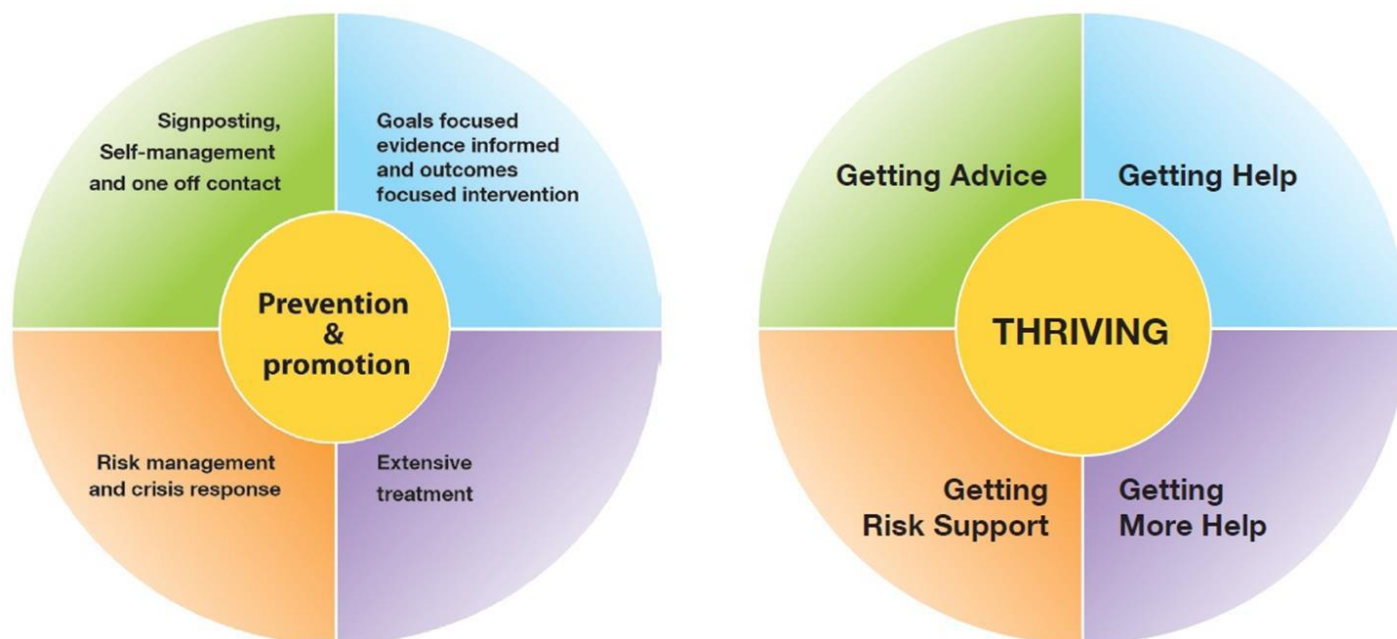 Signposting,
Self-management
and one off contact
Goals focused
evidence informed
and outcomes
focused intervention
Prevention
&
promotion
Risk management
and crisis response
Extensive
treatment
Getting Advice
Getting Help
THRIVING
Getting
Risk Support
Getting
More Help